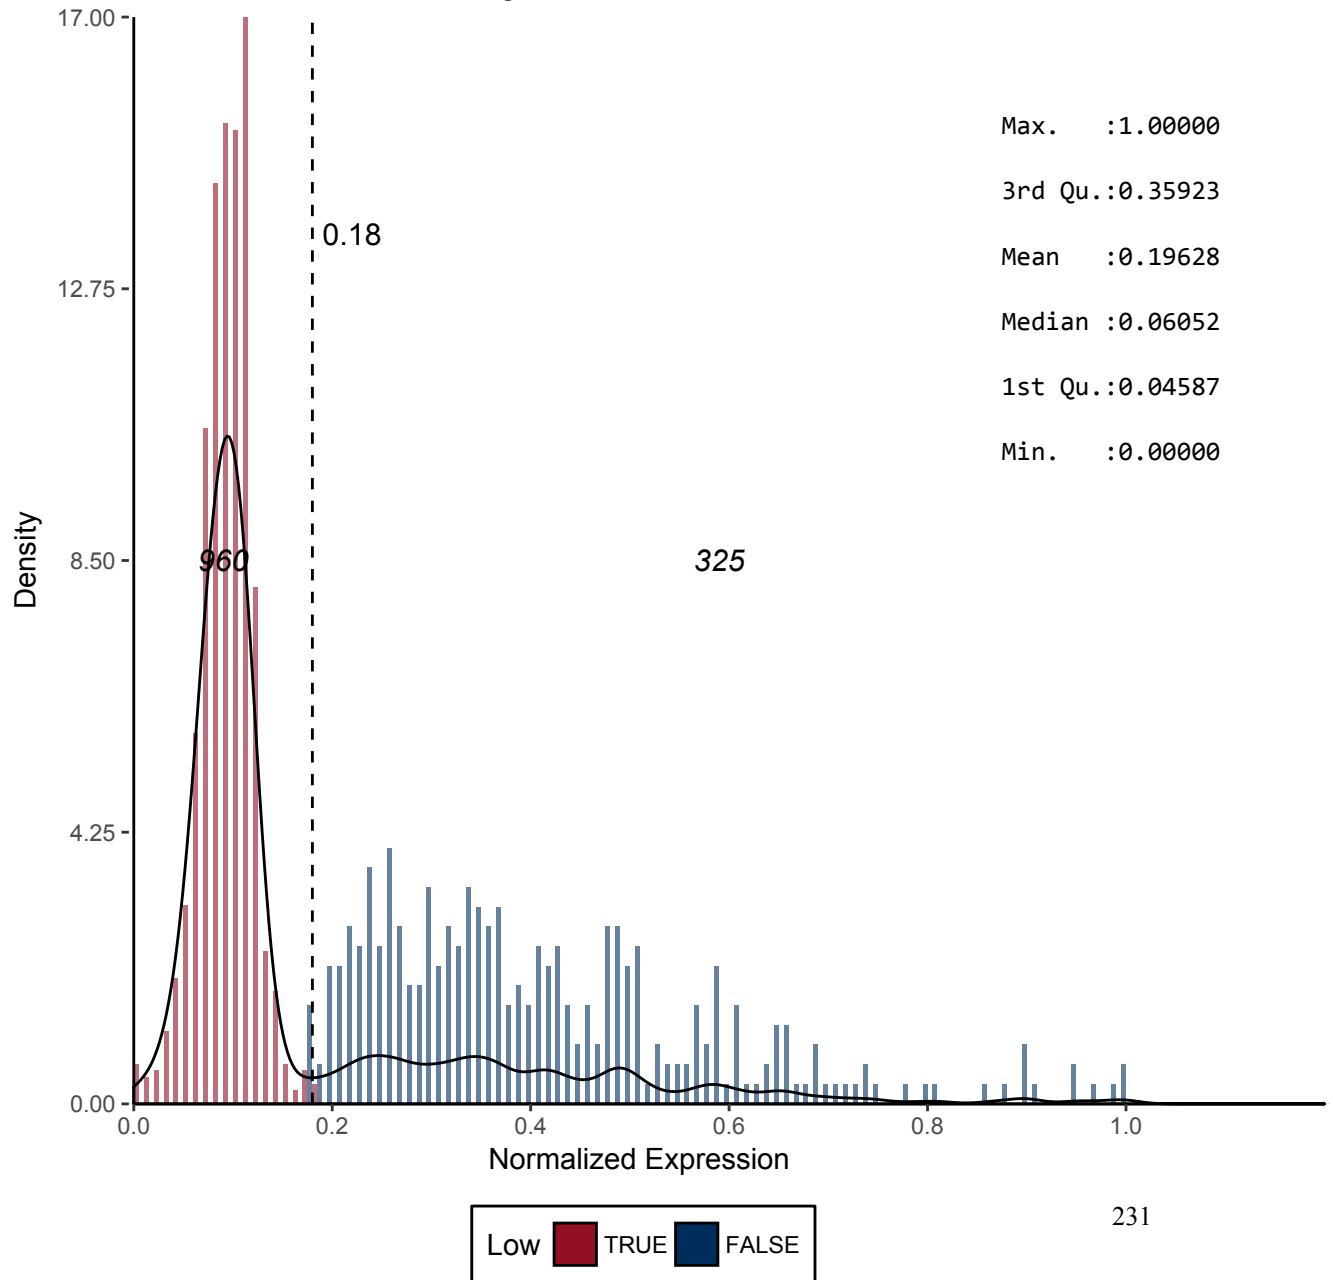 17.00
12.75
8.50
4.25
0.00
Density
0.18
960
325
Max.   :1.00000
3rd Qu.:0.35923
Mean   :0.19628
Median :0.06052
1st Qu.:0.04587
Min.   :0.00000
0.0 0.2 0.4 0.6 0.8 1.0
Normalized Expression
231
Low TRUE FALSE